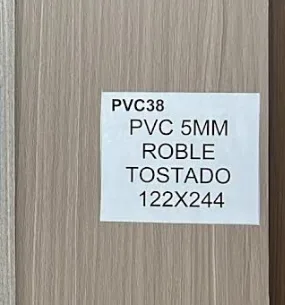 PVC38
PVC 5MM
ROBLE
TOSTADO
122X244